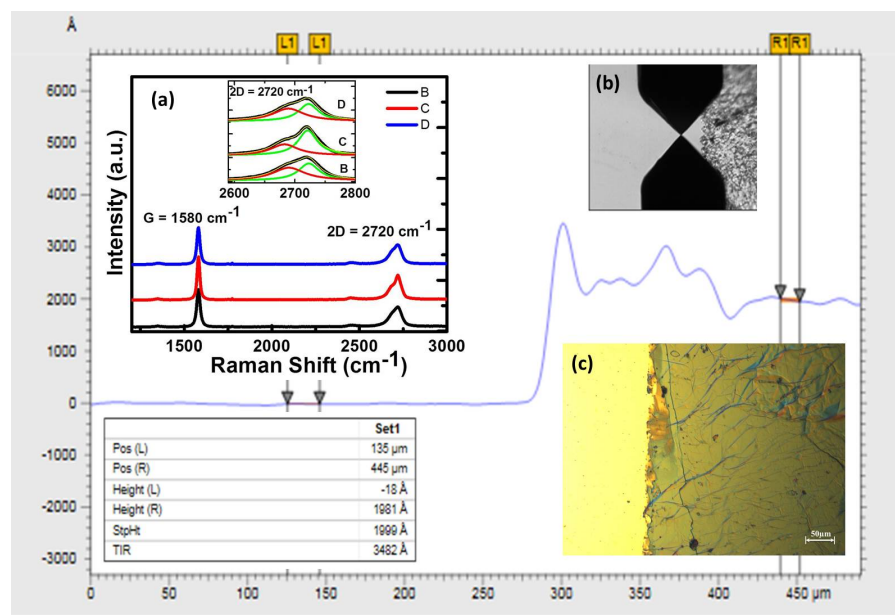 Å
L1 L1
R1 R1
6000
5000
4000
3000
2000
1000
0
-1000
-2000
-3000
0 50 100 150 200 250 300 350 400 450 µm
(a)
2D = 2720 cm-1
D
C
B
2600 2700 2800
B
C
D
G = 1580 cm-1
2D = 2720 cm-1
Intensity (a.u.)
1500 2000 2500 3000
Raman Shift (cm-1)
(b)
(c)
50µm
Set1
Pos (L) 135 µm
Pos (R) 445 µm
Height (L) -18 Å
Height (R) 1981 Å
StpHt 1999 Å
TIR 3482 Å